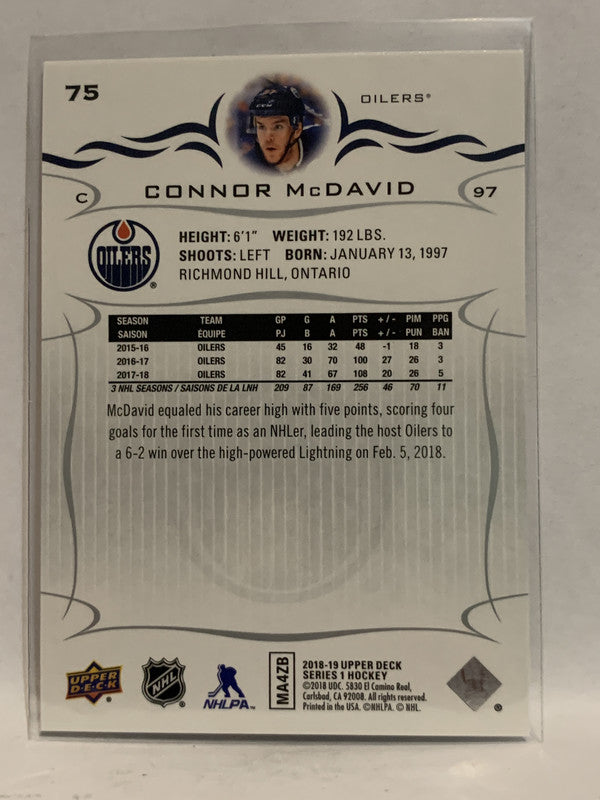 75
OILERS®
C
CONNOR McDAVID
97
OILERS
HEIGHT: 6'1" WEIGHT: 192 LBS.
SHOOTS: LEFT BORN: JANUARY 13, 1997
RICHMOND HILL, ONTARIO
SEASON TEAM GP G A PTS + / - PIM PPG
SAISON ÉQUIPE PJ B A PTS + / - PUN BAN
2015-16 OILERS 45 16 32 48 -1 18 3
2016-17 OILERS 82 30 70 100 27 26 3
2017-18 OILERS 82 41 67 108 20 26 5
3 NHL SEASONS / SAISONS DE LA LNH 209 87 169 256 46 70 11
McDavid equaled his career high with five points, scoring four
goals for the first time as an NHLer, leading the host Oilers to
a 6-2 win over the high-powered Lightning on Feb. 5, 2018.
UPPER
DECK
NHL
NHLPA
MA4ZB
2018-19 UPPER DECK
SERIES 1 HOCKEY
©2018 UDC. 5830 El Camino Real,
Carlsbad, CA 92008. All rights reserved.
Printed in the USA. ©NHLPA. © NHL.